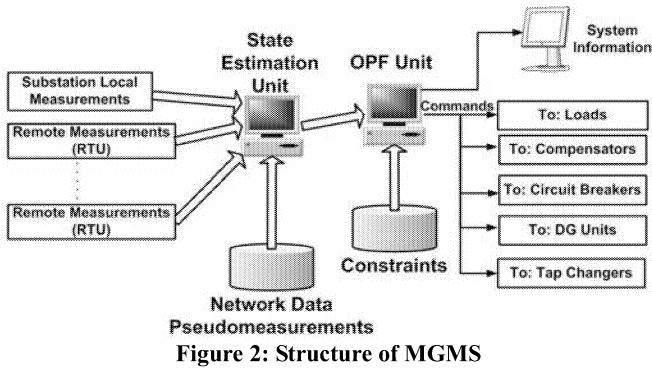 State
Estimation
Unit
OPF Unit
System
Information
Substation Local
Measurements
Remote Measurements
(RTU)
Remote Measurements
(RTU)
Commands
To: Loads
To: Compensators
To: Circuit Breakers
To: DG Units
To: Tap Changers
Constraints
Network Data
Pseudomeasurements
Figure 2: Structure of MGMS